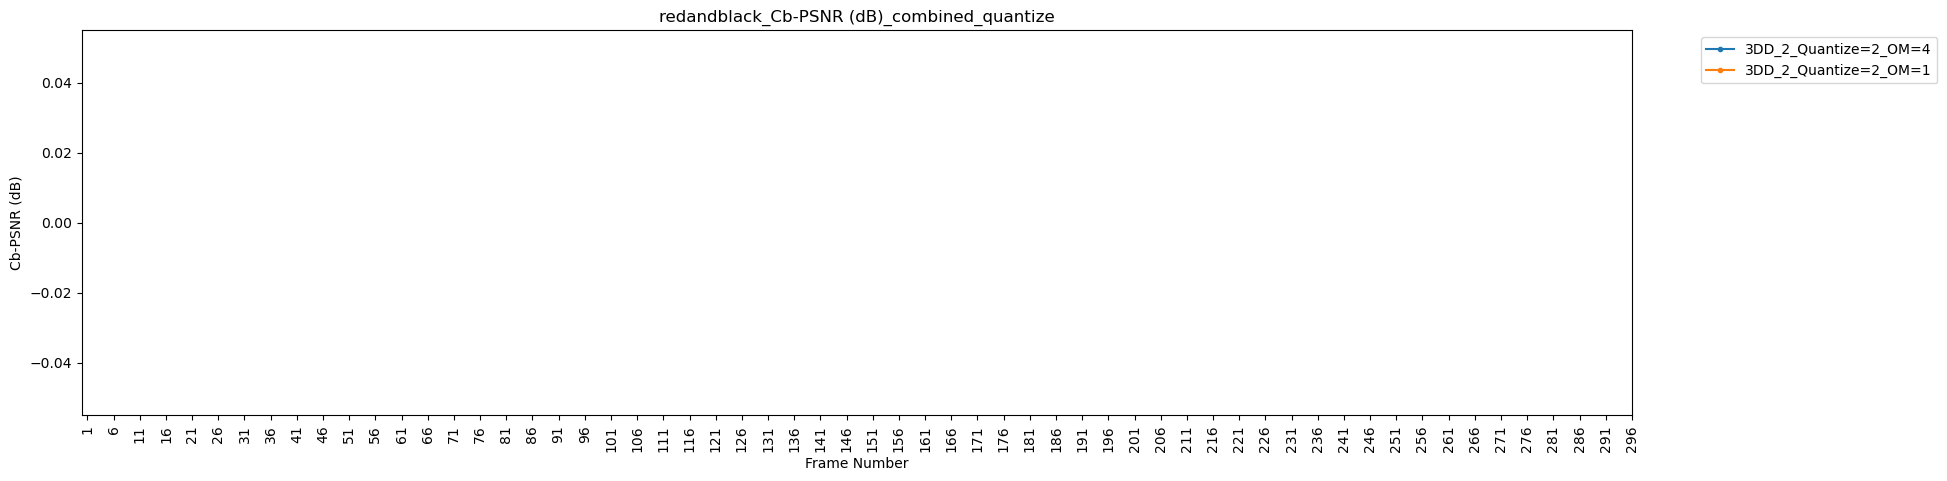 redandblack_Cb-PSNR (dB)_combined_quantize
3DD_2_Quantize=2_OM=4
3DD_2_Quantize=2_OM=1
Cb-PSNR (dB)
0.04
0.02
0.00
−0.02
−0.04
1 6 11 16 21 26 31 36 41 46 51 56 61 66 71 76 81 86 91 96 101 106 111 116 121 126 131 136 141 146 151 156 161 166 171 176 181 186 191 196 201 206 211 216 221 226 231 236 241 246 251 256 261 266 271 276 281 286 291 296
Frame Number